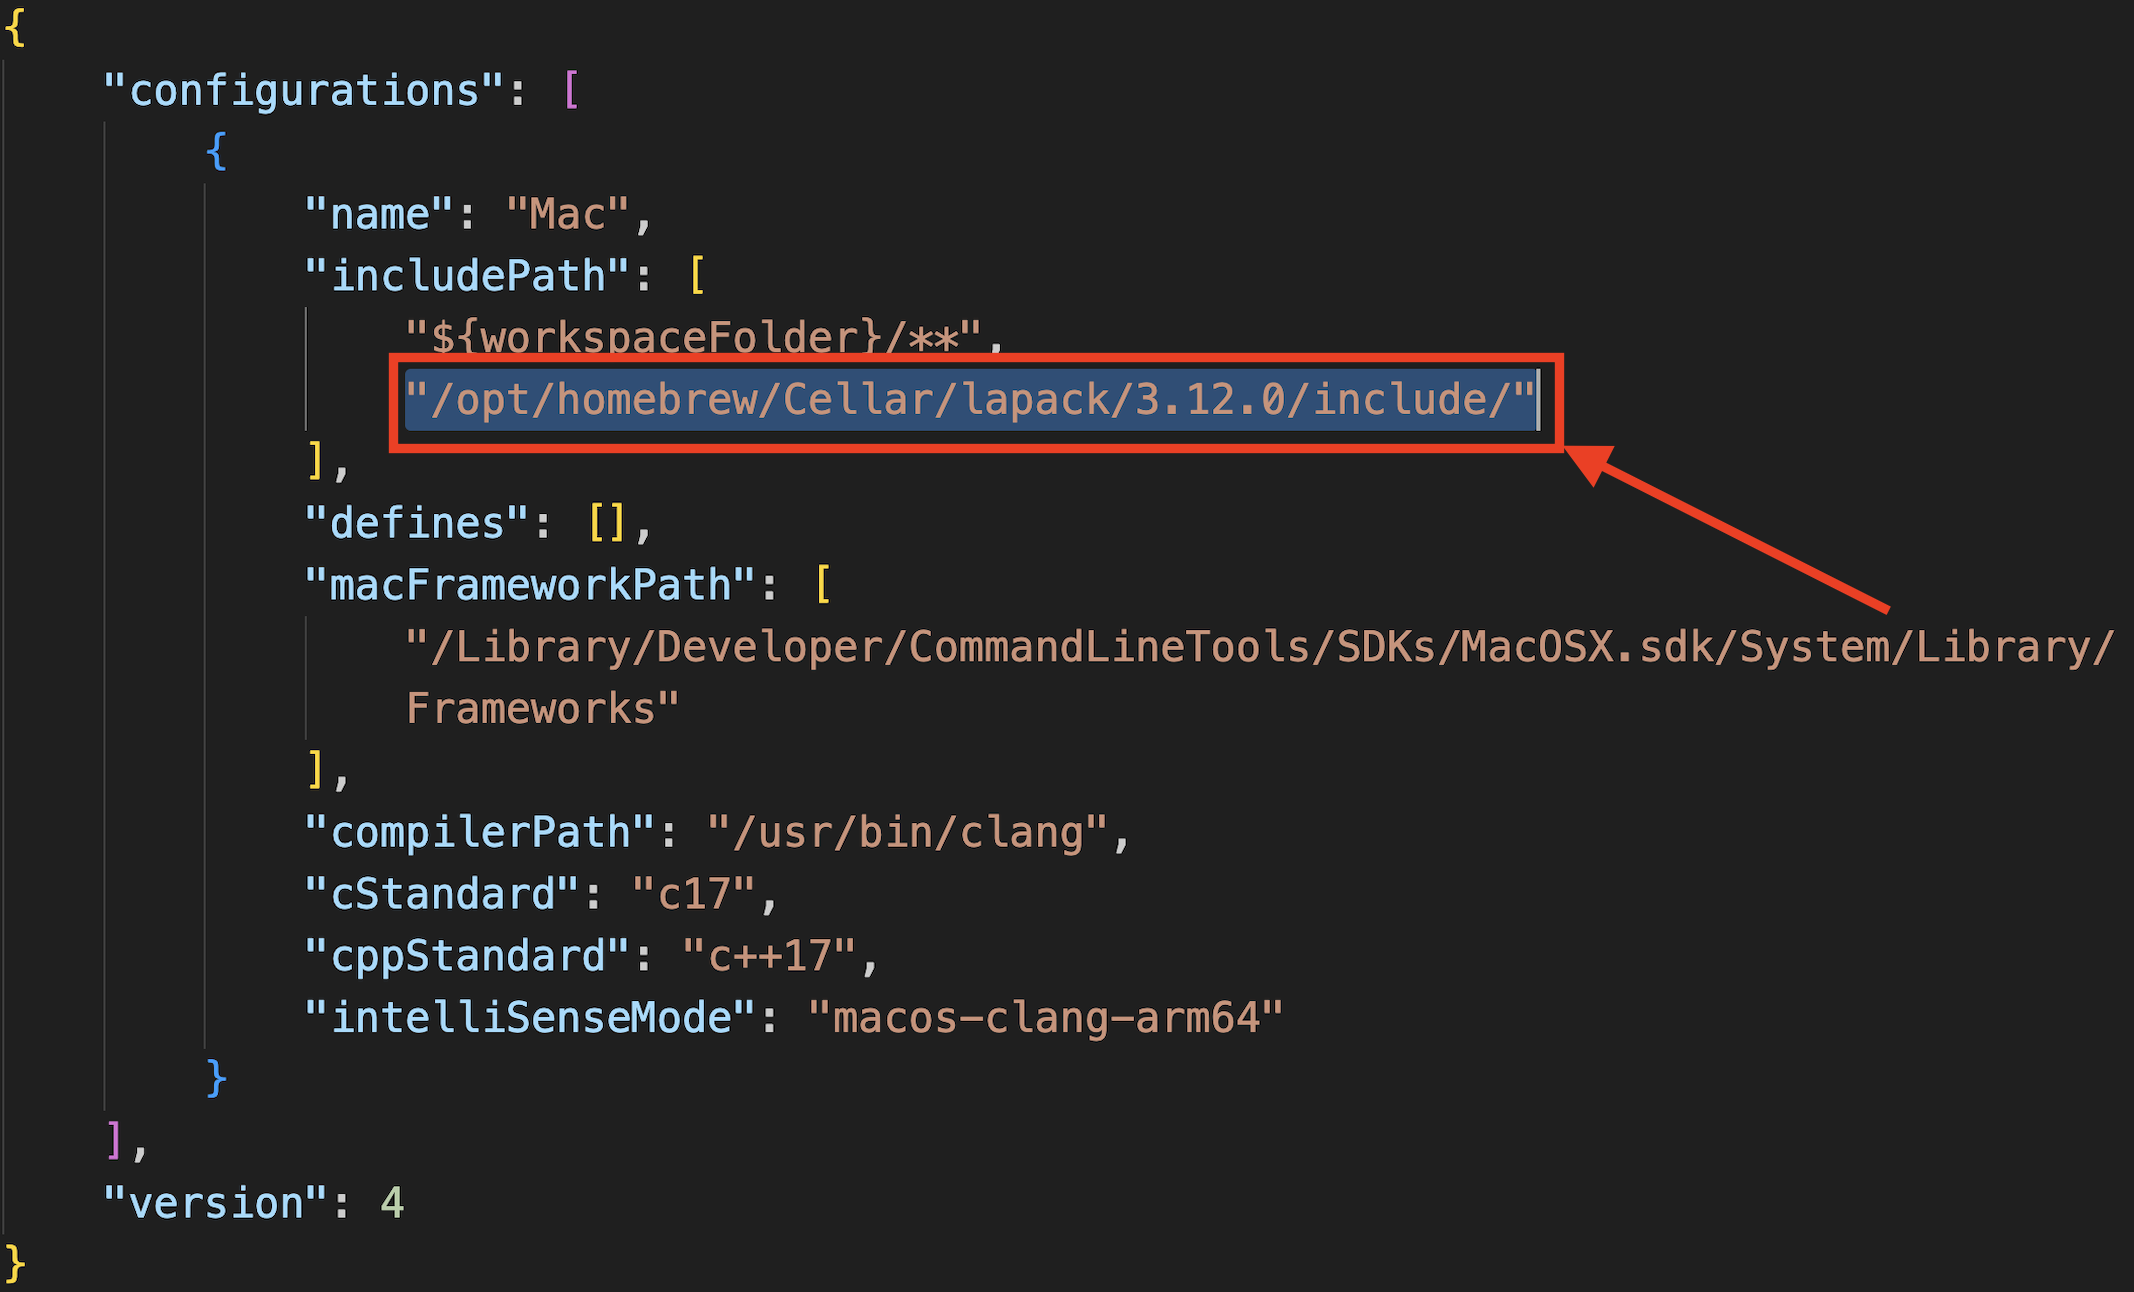 {
"configurations": [
{
"name": "Mac",
"includePath": [
"${workspaceFolder}/**",
"/opt/homebrew/Cellar/lapack/3.12.0/include/"
],
"defines": [],
"macFrameworkPath": [
"/Library/Developer/CommandLineTools/SDKs/MacOSX.sdk/System/Library/
Frameworks"
],
"compilerPath": "/usr/bin/clang",
"cStandard": "c17",
"cppStandard": "c++17",
"intelliSenseMode": "macos-clang-arm64"
}
],
"version": 4
}